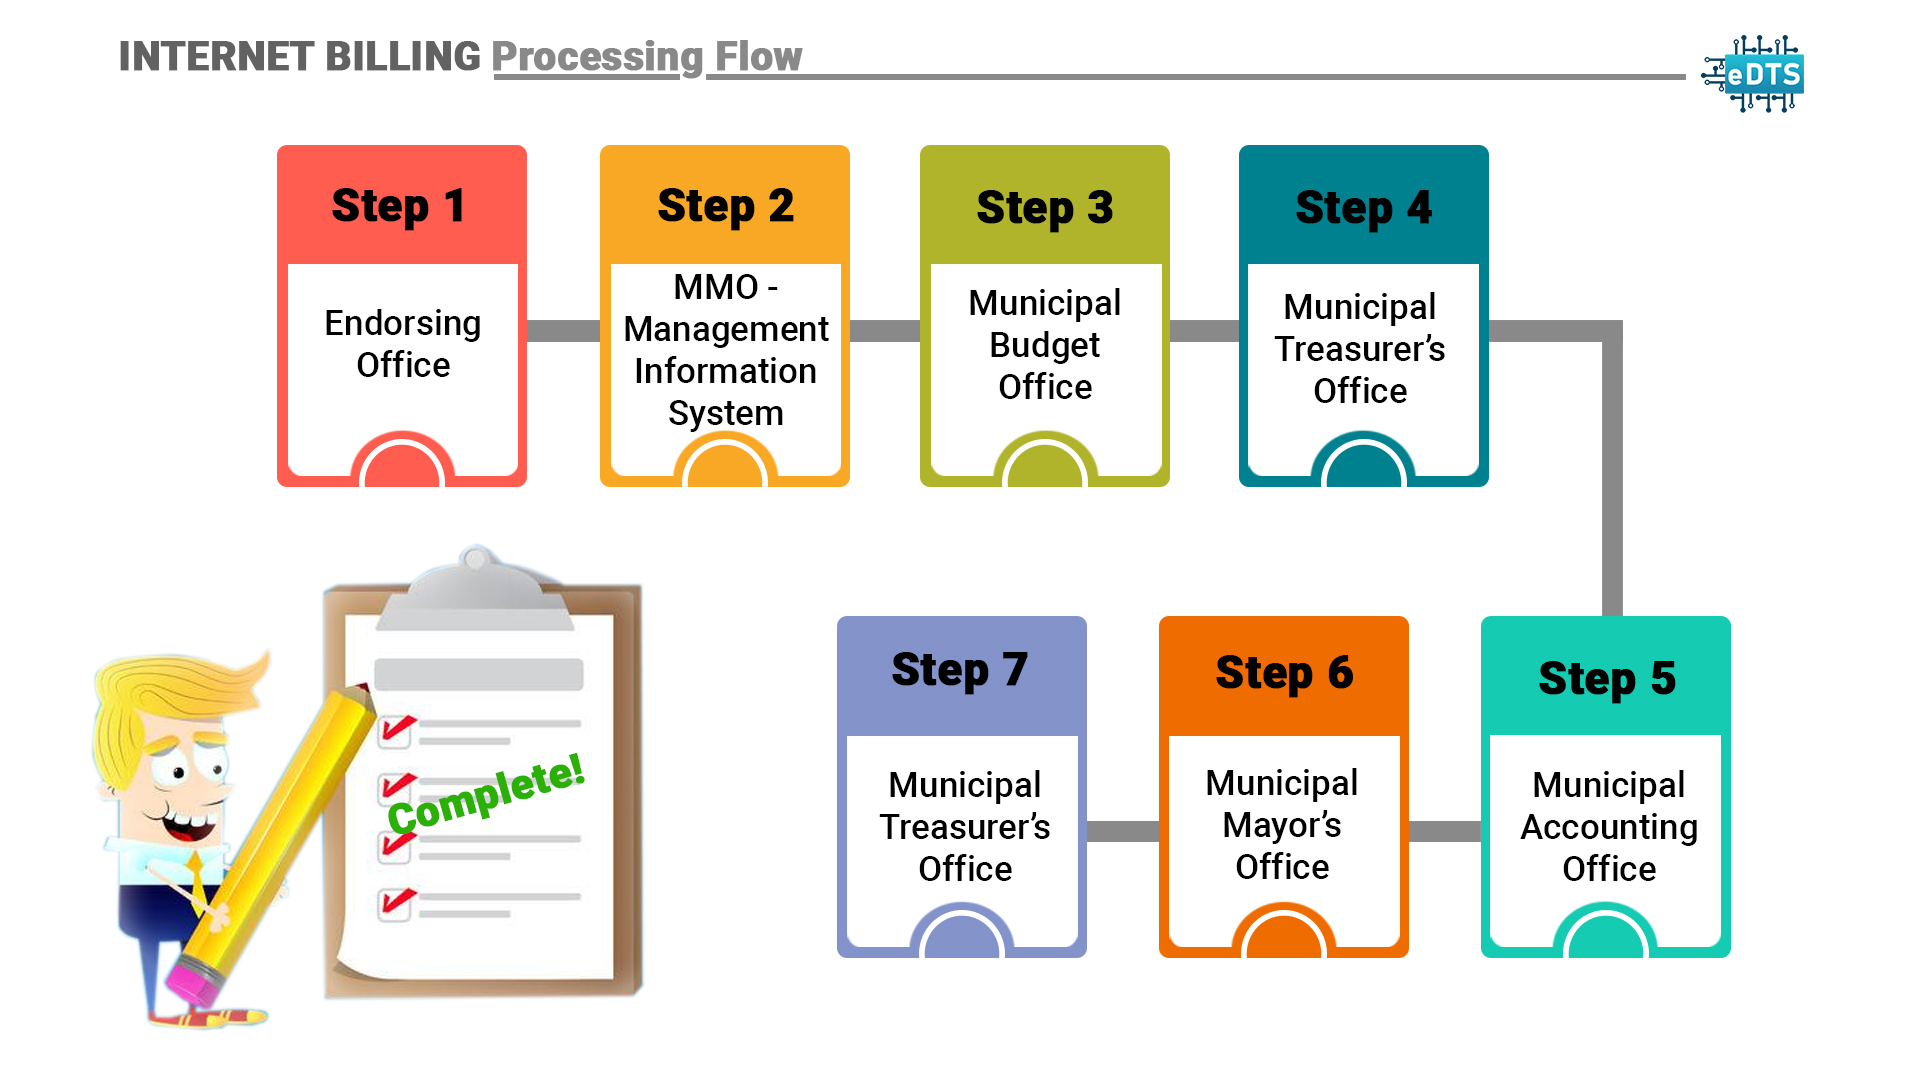 INTERNET BILLING Processing Flow
eDTS
Step 1
Endorsing
Office
Step 2
MMO -
Management
Information
System
Step 3
Municipal
Budget
Office
Step 4
Municipal
Treasurer’s
Office
Step 5
Municipal
Accounting
Office
Step 6
Municipal
Mayor’s
Office
Step 7
Municipal
Treasurer’s
Office
Complete!